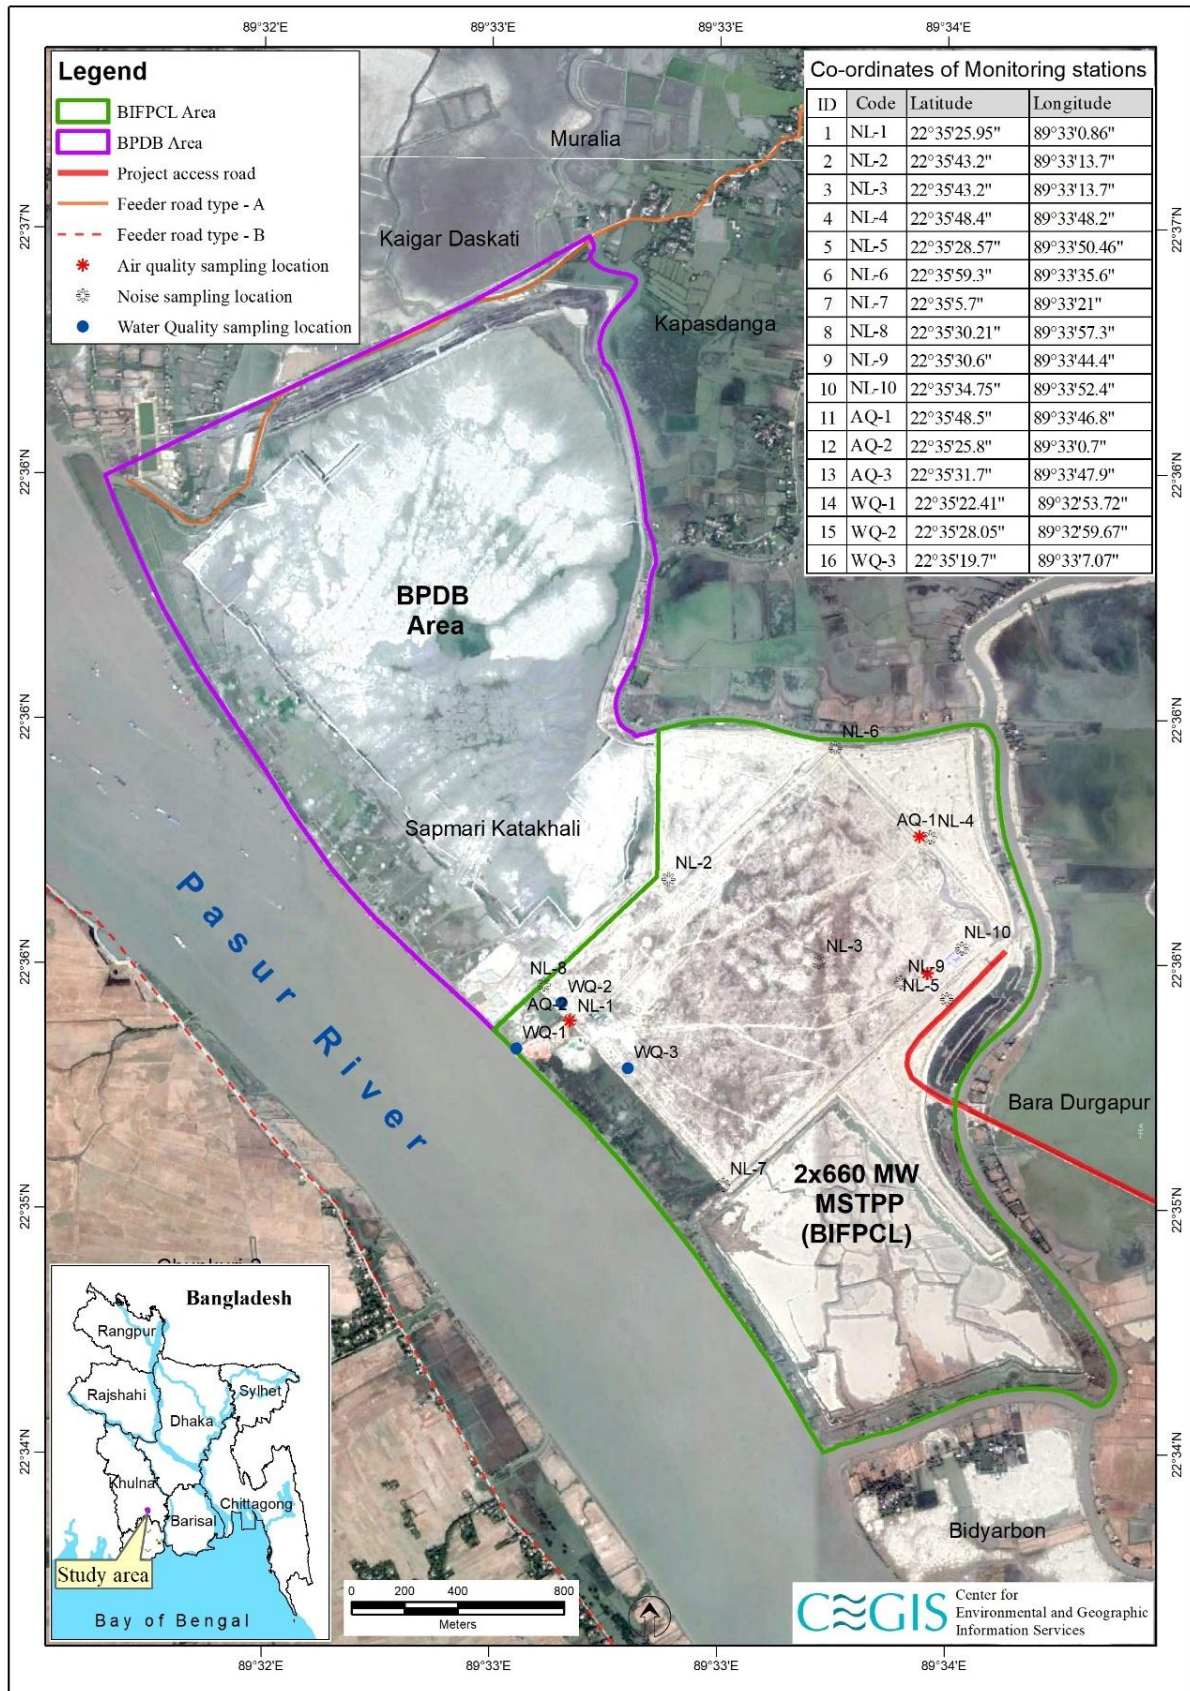 89°32'E 89°33'E 89°33'E 89°34'E
Legend
BIFPCL Area
BPDB Area
Project access road
Feeder road type - A
Feeder road type - B
Air quality sampling location
Noise sampling location
Water Quality sampling location
Co-ordinates of Monitoring stations
ID Code Latitude Longitude
1 NL-1 22°35'25.95" 89°33'0.86"
2 NL-2 22°35'43.2" 89°33'13.7"
3 NL-3 22°35'43.2" 89°33'13.7"
4 NL-4 22°35'48.4" 89°33'48.2"
5 NL-5 22°35'28.57" 89°33'50.46"
6 NL-6 22°35'59.3" 89°33'35.6"
7 NL-7 22°35'5.7" 89°33'21"
8 NL-8 22°35'30.21" 89°33'57.3"
9 NL-9 22°35'30.6" 89°33'44.4"
10 NL-10 22°35'34.75" 89°33'52.4"
11 AQ-1 22°35'48.5" 89°33'46.8"
12 AQ-2 22°35'25.8" 89°33'0.7"
13 AQ-3 22°35'31.7" 89°33'47.9"
14 WQ-1 22°35'22.41" 89°32'53.72"
15 WQ-2 22°35'28.05" 89°32'59.67"
16 WQ-3 22°35'19.7" 89°33'7.07"
Muralia
22°37'N 22°37'N
Kaigar Daskati
Kapasdanga
22°36'N 22°36'N
BPDB
Area
22°36'N 22°36'N
NL-6
Sapmari Katakhali
AQ-1 NL-4
NL-2
Pasur River
NL-10
NL-3
22°36'N 22°36'N
NL-9
NL-8
NL-5
WQ-2
AQ-2 NL-1
WQ-1
WQ-3
Bara Durgapur
NL-7
2x660 MW
MSTPP
(BIFPCL)
22°35'N 22°35'N
Bangladesh
Rangpur
Rajshahi
Sylhet
Dhaka
Khulna
Chittagong
Barisal
Study area
Bay of Bengal
22°34'N 22°34'N
Bidyarbon
0 200 400 800
Meters
CEGIS
Center for
Environmental and Geographic
Information Services
89°32'E 89°33'E 89°33'E 89°34'E